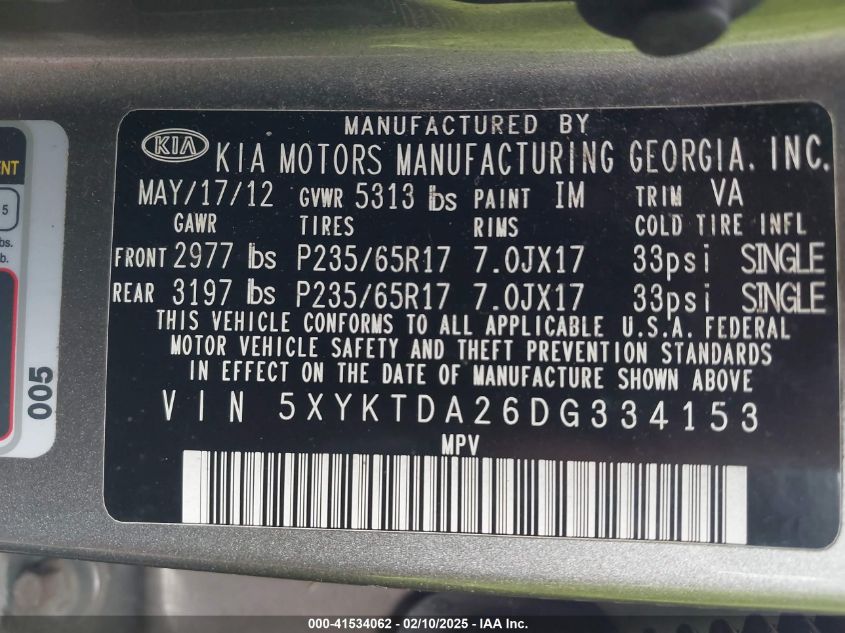 MANUFACTURED BY
KIA KIA MOTORS MANUFACTURING GEORGIA, INC.
MAY/17/12 GVWR 5313 lbs PAINT IM TRIM VA
GAWR TIRES RIMS COLD TIRE INFL
FRONT 2977 lbs P235/65R17 7.0JX17 33psi SINGLE
REAR 3197 lbs P235/65R17 7.0JX17 33psi SINGLE
THIS VEHICLE CONFORMS TO ALL APPLICABLE U.S.A. FEDERAL
MOTOR VEHICLE SAFETY AND THEFT PREVENTION STANDARDS
IN EFFECT ON THE DATE OF MANUFACTURE SHOWN ABOVE
VIN 5XYKTDA26DG334153
MPV
5
005
000-41534062 - 02/10/2025 - IAA Inc.